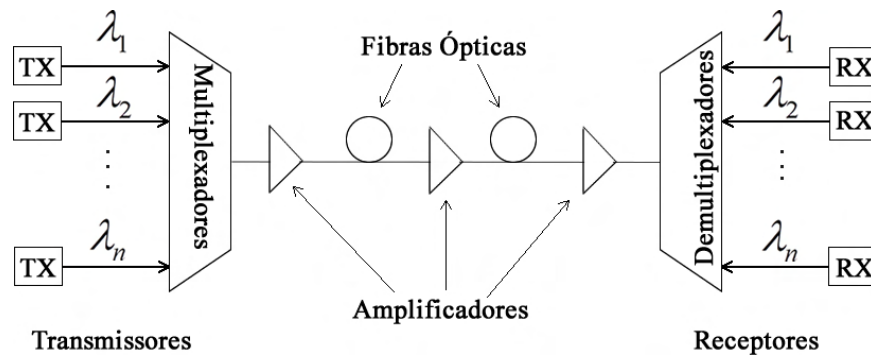 λ1
TX
λ2
TX
λn
TX
Multiplexadores
Transmissores
Fibras Ópticas
Amplificadores
Demultiplexadores
λ1
RX
λ2
RX
λn
RX
Receptores